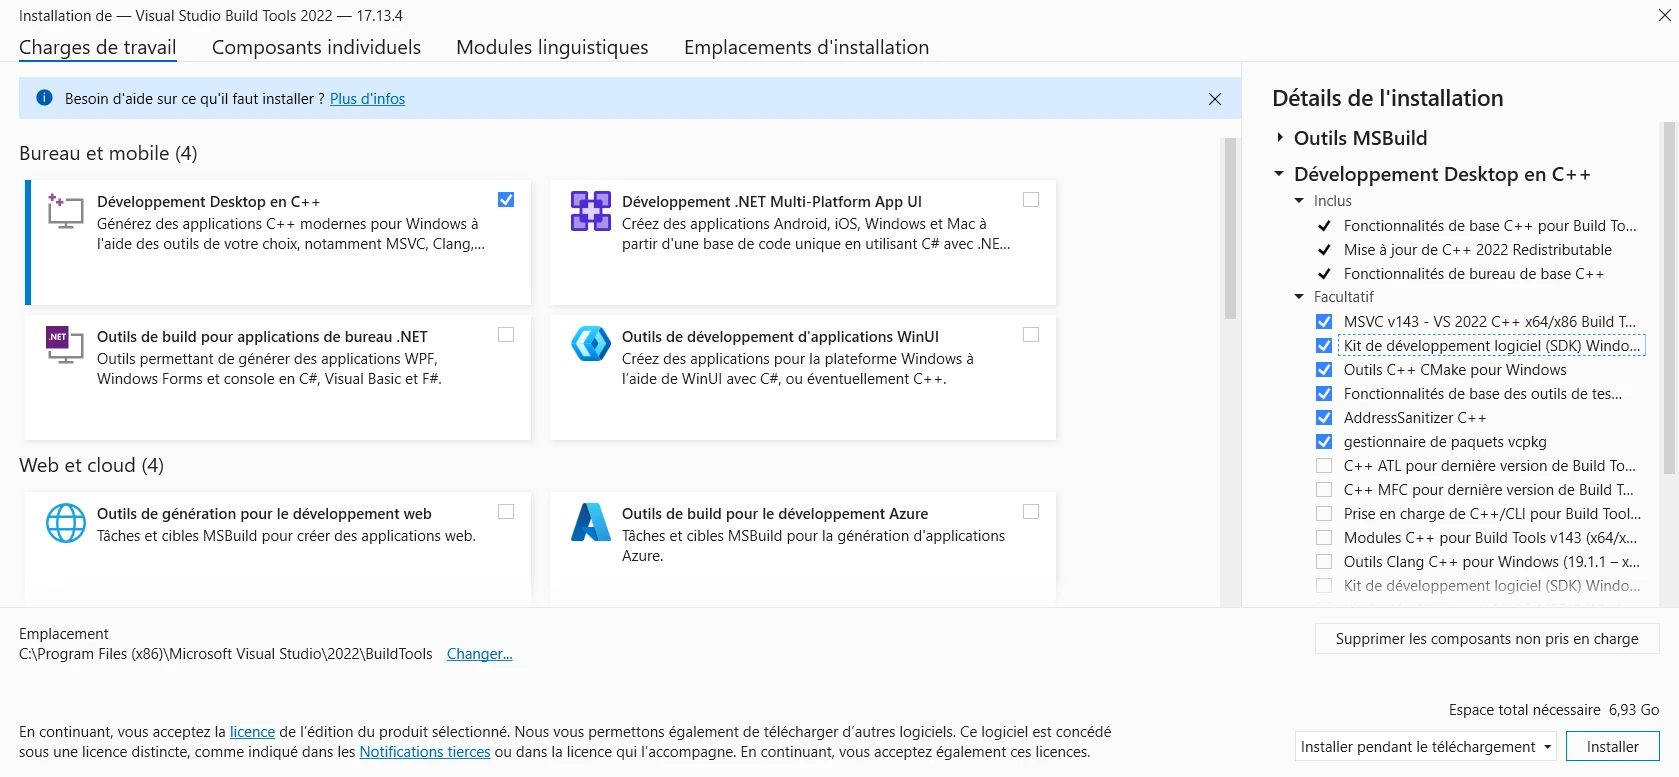 Installation de — Visual Studio Build Tools 2022 — 17.13.4
Charges de travail
Composants individuels
Modules linguistiques
Emplacements d'installation
Besoin d'aide sur ce qu'il faut installer ? Plus d'infos
Bureau et mobile (4)
Développement Desktop en C++
Générez des applications C++ modernes pour Windows à
l'aide des outils de votre choix, notamment MSVC, Clang,...
Développement .NET Multi-Platform App UI
Créez des applications Android, iOS, Windows et Mac à
partir d'une base de code unique en utilisant C# avec .NE...
.NET
Outils de build pour applications de bureau .NET
Outils permettant de générer des applications WPF,
Windows Forms et console en C#, Visual Basic et F#.
Outils de développement d'applications WinUI
Créez des applications pour la plateforme Windows à
l’aide de WinUI avec C#, ou éventuellement C++.
Web et cloud (4)
Outils de génération pour le développement web
Tâches et cibles MSBuild pour créer des applications web.
Outils de build pour le développement Azure
Tâches et cibles MSBuild pour la génération d'applications
Azure.
Détails de l'installation
Outils MSBuild
Développement Desktop en C++
Inclus
Fonctionnalités de base C++ pour Build To...
Mise à jour de C++ 2022 Redistributable
Fonctionnalités de bureau de base C++
Facultatif
MSVC v143 - VS 2022 C++ x64/x86 Build T...
Kit de développement logiciel (SDK) Windo...
Outils C++ CMake pour Windows
Fonctionnalités de base des outils de tes...
AddressSanitizer C++
gestionnaire de paquets vcpkg
C++ ATL pour dernière version de Build To...
C++ MFC pour dernière version de Build T...
Prise en charge de C++/CLI pour Build Tool...
Modules C++ pour Build Tools v143 (x64/x...
Outils Clang C++ pour Windows (19.1.1 – x...
Kit de développement logiciel (SDK) Windo...
Emplacement
C:\Program Files (x86)\Microsoft Visual Studio\2022\BuildTools Changer...
Supprimer les composants non pris en charge
Espace total nécessaire 6,93 Go
En continuant, vous acceptez la licence de l’édition du produit sélectionné. Nous vous permettons également de télécharger d’autres logiciels. Ce logiciel est concédé
sous une licence distincte, comme indiqué dans les Notifications tierces ou dans la licence qui l’accompagne. En continuant, vous acceptez également ces licences.
Installer pendant le téléchargement
Installer